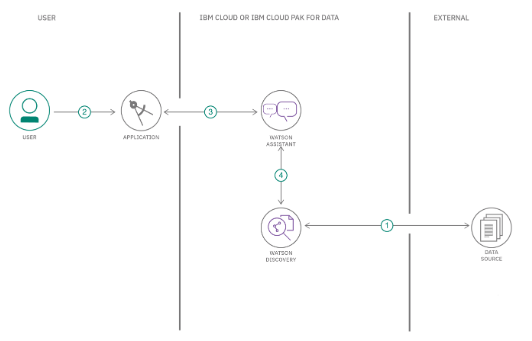 USER
IBM CLOUD OR IBM CLOUD PAK FOR DATA
EXTERNAL
2
3
USER
APPLICATION
WATSON
ASSISTANT
4
1
WATSON
DISCOVERY
DATA
SOURCE